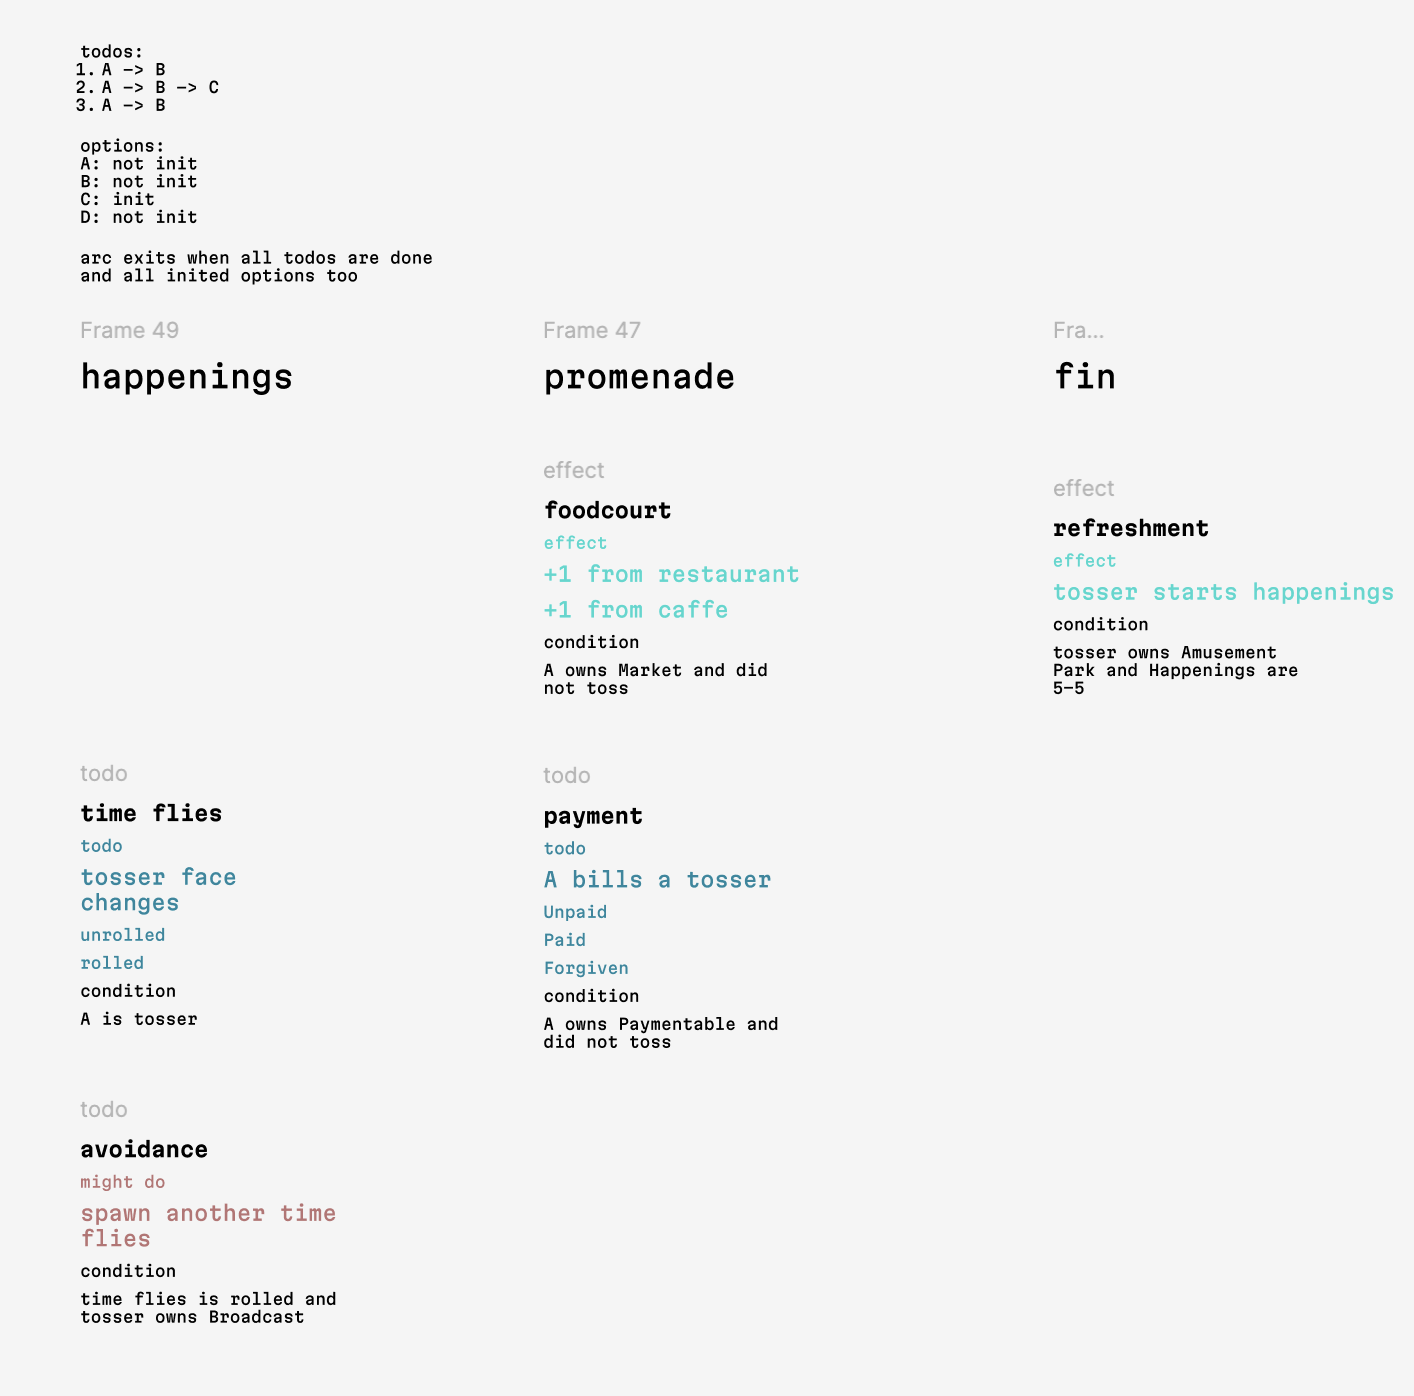 todos:
1. A -> B
2. A -> B -> C
3. A -> B
options:
A: not init
B: not init
C: init
D: not init
arc exits when all todos are done
and all inited options too
Frame 49
happenings
time flies
todo
todo
tosser face
changes
unrolled
rolled
condition
A is tosser
todo
avoidance
might do
spawn another time
flies
condition
time flies is rolled and
tosser owns Broadcast
Frame 47
promenade
effect
foodcourt
effect
+1 from restaurant
+1 from caffe
condition
A owns Market and did
not toss
todo
payment
todo
A bills a tosser
Unpaid
Paid
Forgiven
condition
A owns Paymentable and
did not toss
Fra...
fin
effect
refreshment
effect
tosser starts happenings
condition
tosser owns Amusement
Park and Happenings are
5-5